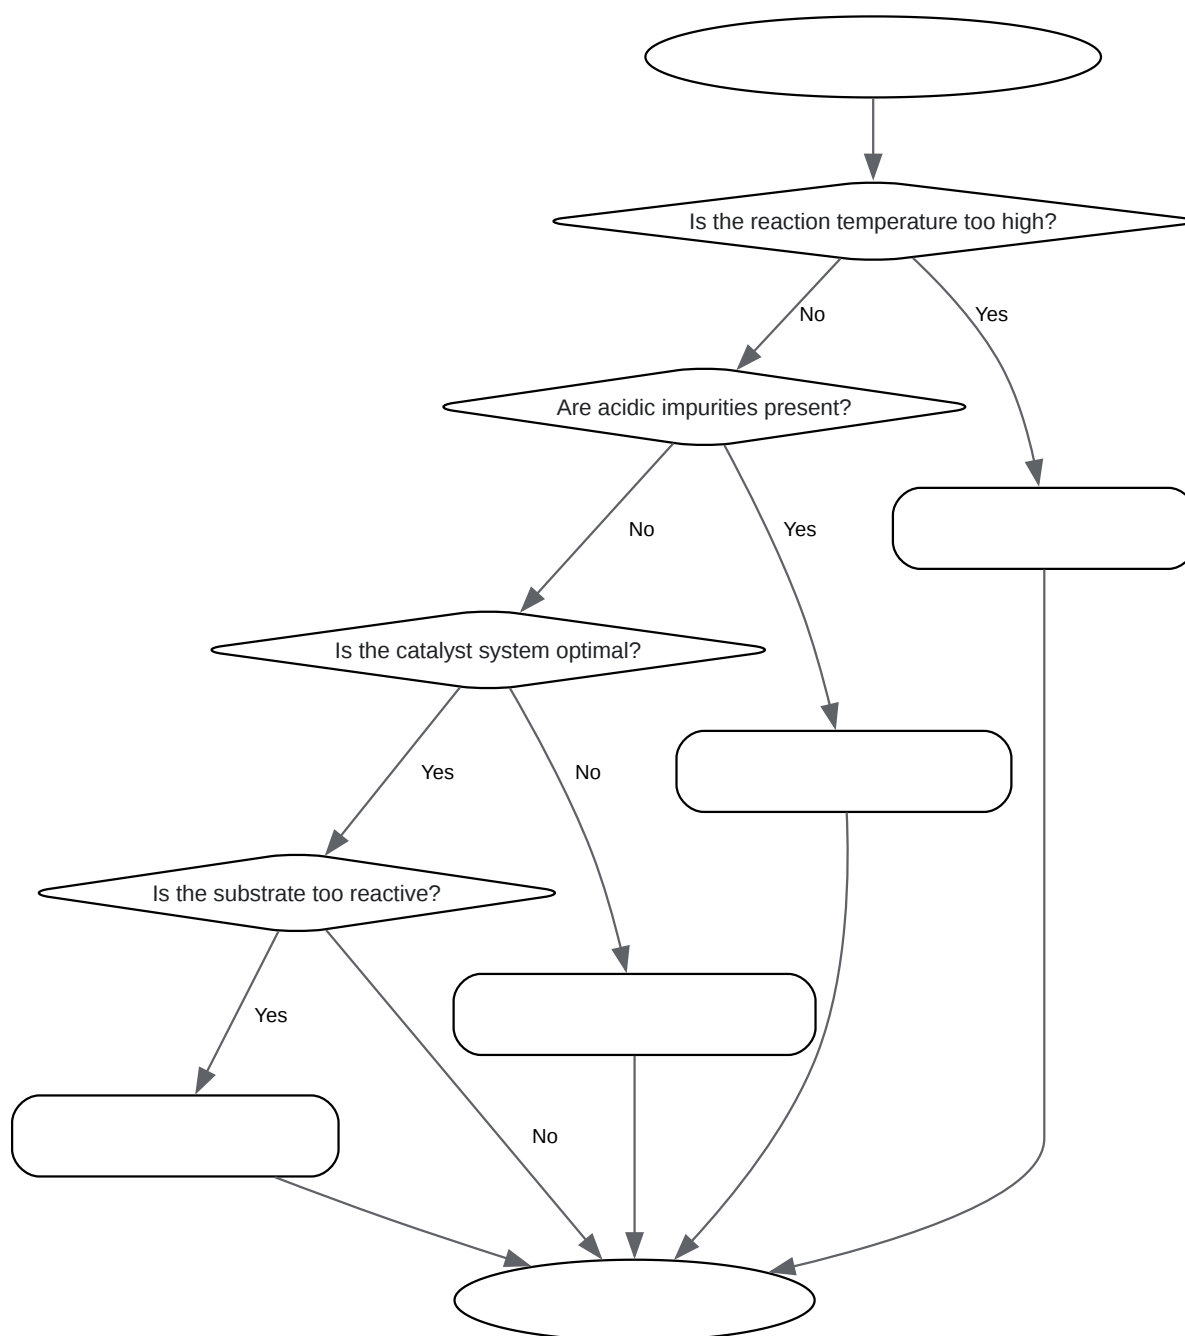 Is the reaction temperature too high?
No
Yes
Are acidic impurities present?
No
Yes
Is the catalyst system optimal?
Yes
No
Is the substrate too reactive?
Yes
No